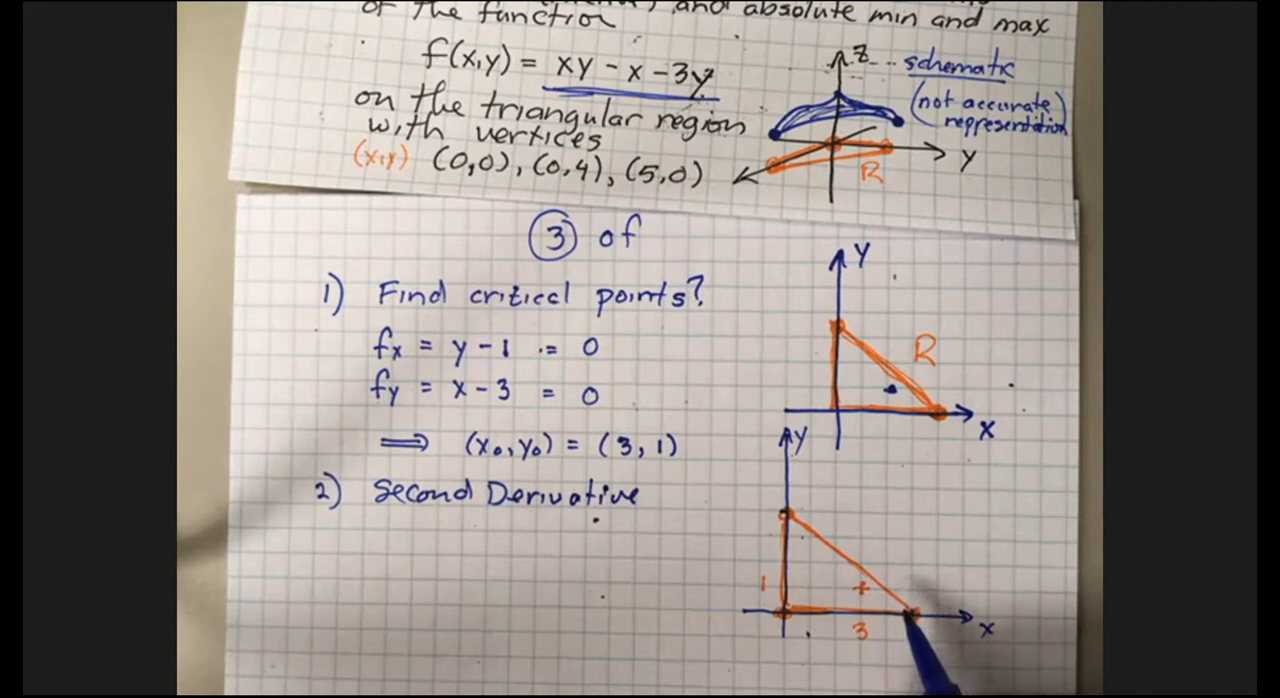 of the function, and absolute min and max
f(x,y) = xy - x - 3y
on the triangular region
with vertices
(x,y) (0,0), (0,4), (5,0)
z
schematic
(not accurate
representation)
y
R
3 of
1) Find critical points?
fx = y - 1 = 0
fy = x - 3 = 0
⟹ (x₀,y₀) = (3,1)
2) Second Derivative
y
R
x
y
1
+
3
x